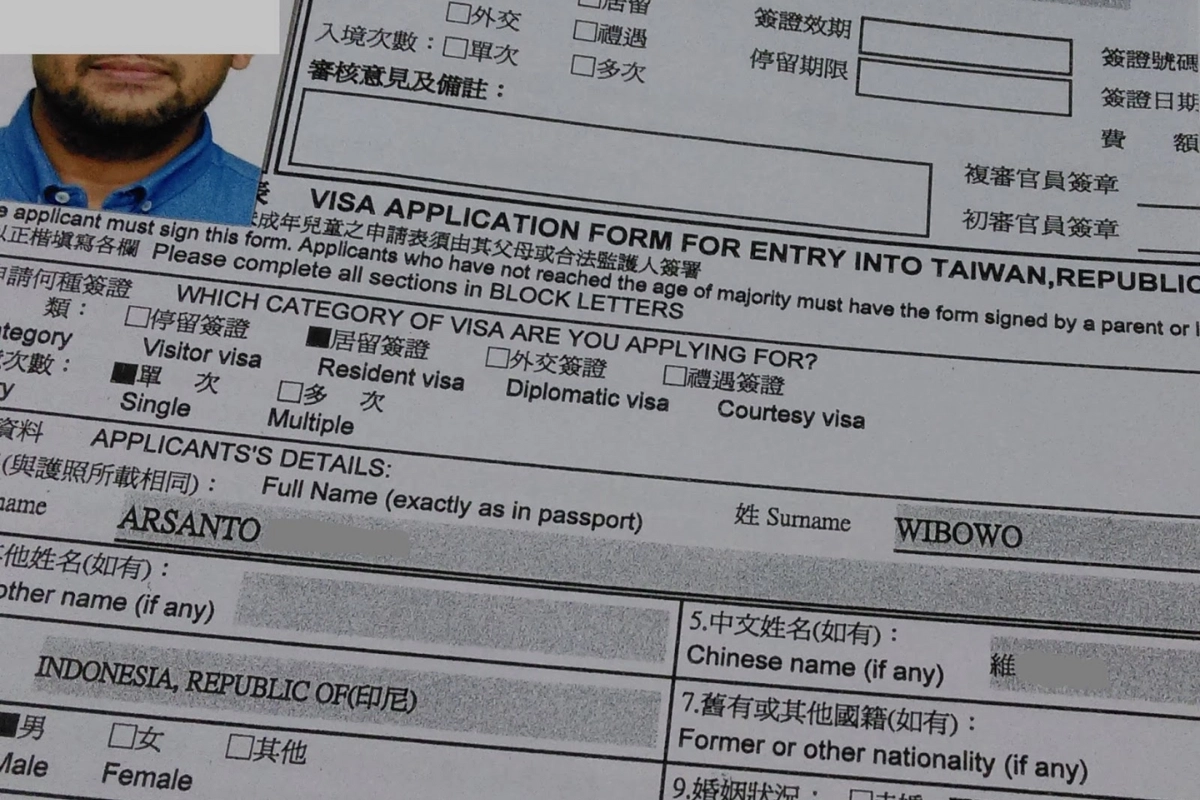 □外交 □居留
入境次數：□單次 □禮遇
□多次
審核意見及備註：
簽證效期
停留期限
簽證號碼
簽證日期
費 額
複審官員簽章
初審官員簽章
VISA APPLICATION FORM FOR ENTRY INTO TAIWAN,REPUBLIC
成年兒童之申請表須由其父母或合法監護人簽署
applicant must sign this form. Applicants who have not reached the age of majority must have the form signed by a parent or
以正楷填寫各欄 Please complete all sections in BLOCK LETTERS
申請何種簽證 WHICH CATEGORY OF VISA ARE YOU APPLYING FOR?
類： □停留簽證 ■居留簽證 □外交簽證 □禮遇簽證
Visitor visa Resident visa Diplomatic visa Courtesy visa
次數： ■單 次 □多 次
Single Multiple
資料 APPLICANTS'S DETAILS:
(與護照所載相同)： Full Name (exactly as in passport)
name ARSANTO 姓 Surname WIBOWO
其他姓名(如有)：
other name (if any)
5.中文姓名(如有)：
Chinese name (if any) 維
INDONESIA, REPUBLIC OF(印尼)
7.舊有或其他國籍(如有)：
Former or other nationality (if any)
■男 □女 □其他
Male Female
9.婚姻狀況：